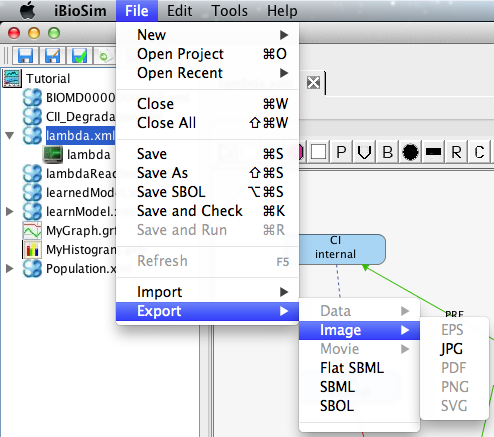 iBioSim File Edit Tools Help
New
Open Project ⌘O
Open Recent
Close ⌘W
Close All ⇧⌘W
Save ⌘S
Save As ⇧⌘S
Save SBOL ⌥⌘S
Save and Check ⌘K
Save and Run ⌘R
Refresh F5
Import
Export
Data
Image
Movie
Flat SBML
SBML
SBOL
EPS
JPG
PDF
PNG
SVG
Tutorial
BIOMD0000
CII_Degrada
lambda.xml
lambda
lambdaReac
learnedMod
learnModel.x
MyGraph.grf
MyHistogram
Population.x
P V B R C
CI
internal
PRE